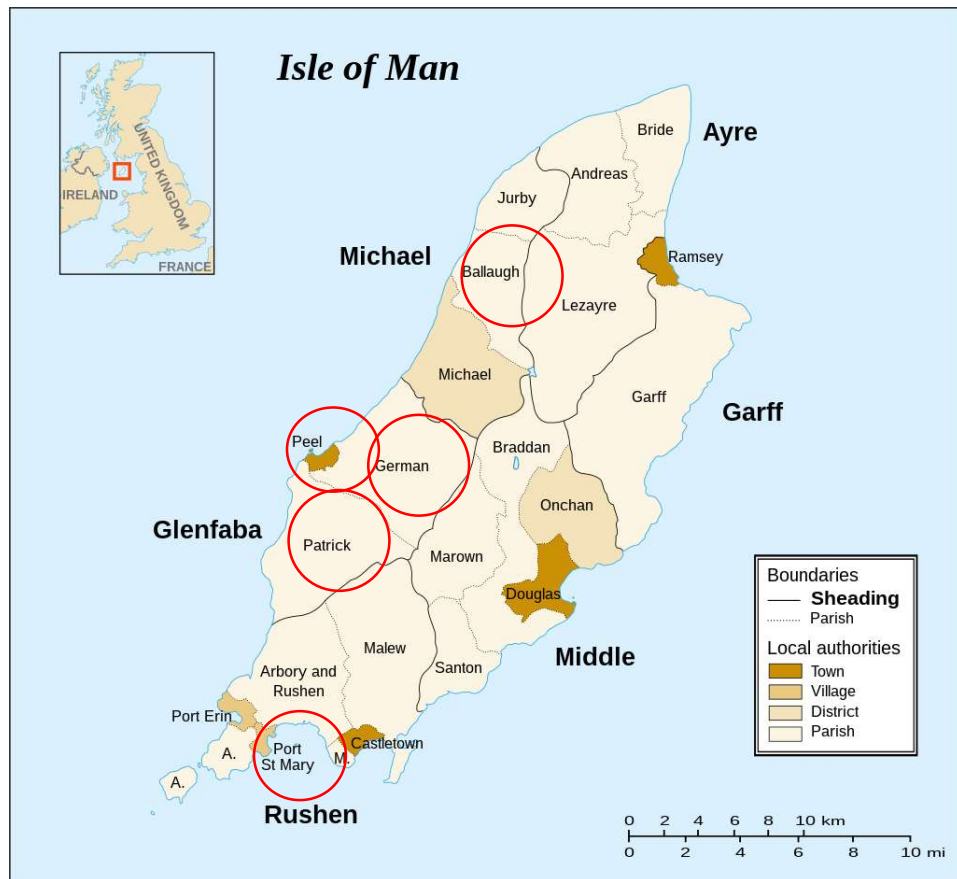 Isle of Man
UNITED KINGDOM
IRELAND
FRANCE
Bride
Ayre
Andreas
Jurby
Michael
Ballaugh
Ramsey
Lezayre
Michael
Garff
Garff
Peel
Braddan
German
Onchan
Glenfaba
Patrick
Marown
Douglas
Malew
Middle
Santon
Arbory and
Rushen
Port Erin
Castletown
Port
St Mary
A.
M.
A.
Rushen
Boundaries
Sheading
Parish
Local authorities
Town
Village
District
Parish
0 2 4 6 8 10 km
0 2 4 6 8 10 mi